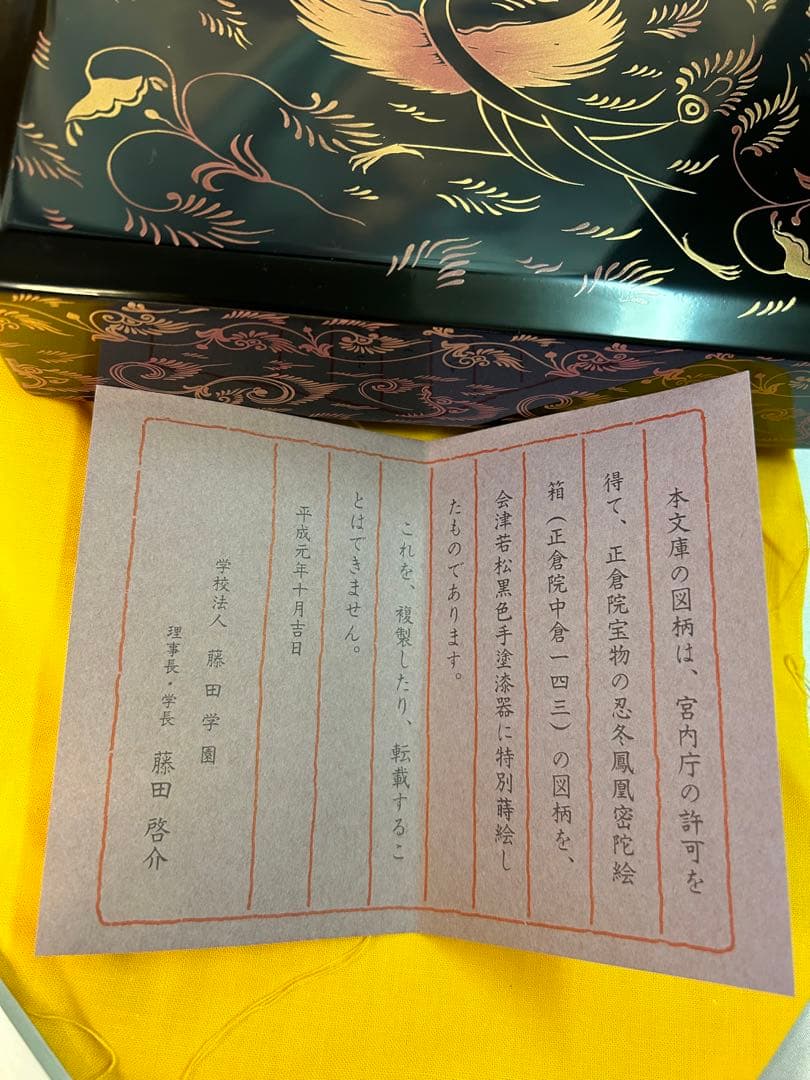 本文庫の図柄は、宮内庁の許可を
得て、正倉院宝物の忍冬鳳凰密陀絵
箱（正倉院中倉一四三）の図柄を、
会津若松黒色手塗漆器に特別蒔絵し
たものであります。
これを、複製したり、転載するこ
とはできません。
平成元年十月吉日
学校法人 藤田学園
理事長・学長 藤田啓介